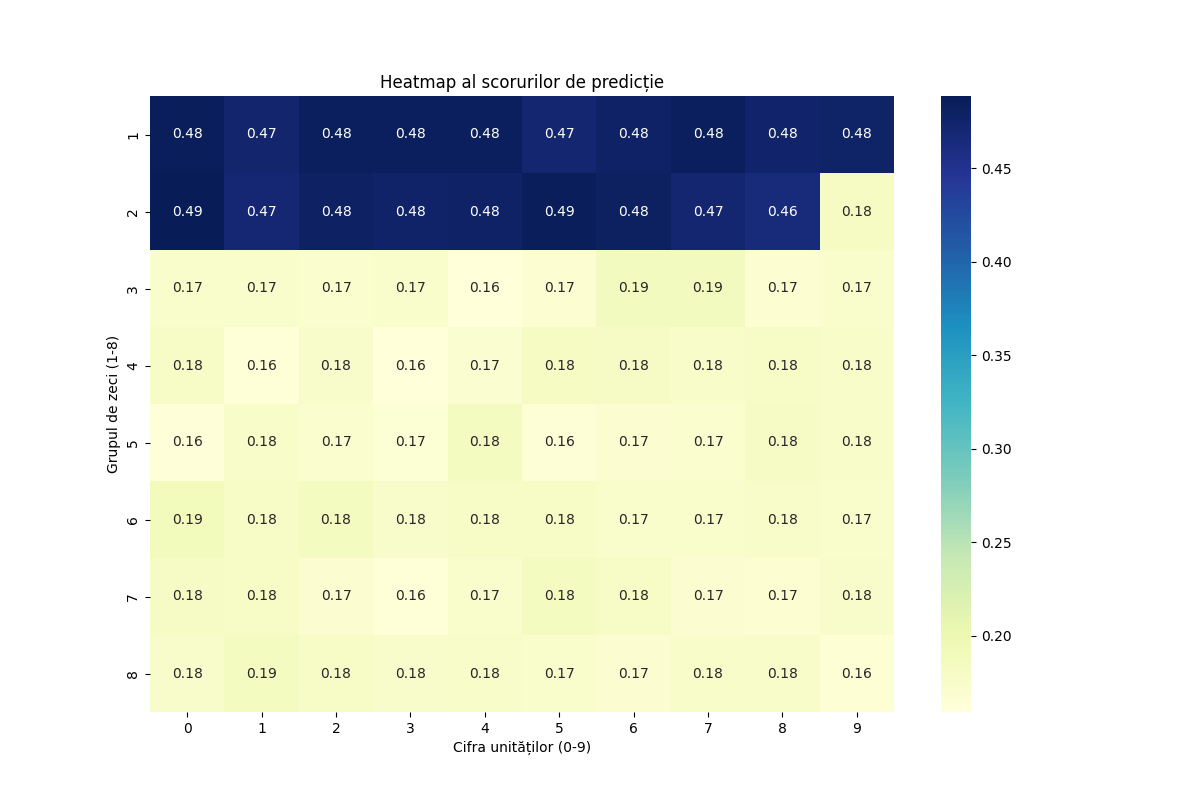 Heatmap al scorurilor de predicție
1 0.48 0.47 0.48 0.48 0.48 0.47 0.48 0.48 0.48 0.48
2 0.49 0.47 0.48 0.48 0.48 0.49 0.48 0.47 0.46 0.18
3 0.17 0.17 0.17 0.17 0.16 0.17 0.19 0.19 0.17 0.17
4 0.18 0.16 0.18 0.16 0.17 0.18 0.18 0.18 0.18 0.18
5 0.16 0.18 0.17 0.17 0.18 0.16 0.17 0.17 0.18 0.18
6 0.19 0.18 0.18 0.18 0.18 0.18 0.17 0.17 0.18 0.17
7 0.18 0.18 0.17 0.16 0.17 0.18 0.18 0.17 0.17 0.18
8 0.18 0.19 0.18 0.18 0.18 0.17 0.17 0.18 0.18 0.16
0 1 2 3 4 5 6 7 8 9
Cifra unităților (0-9)
Grupul de zeci (1-8)
0.45
0.40
0.35
0.30
0.25
0.20